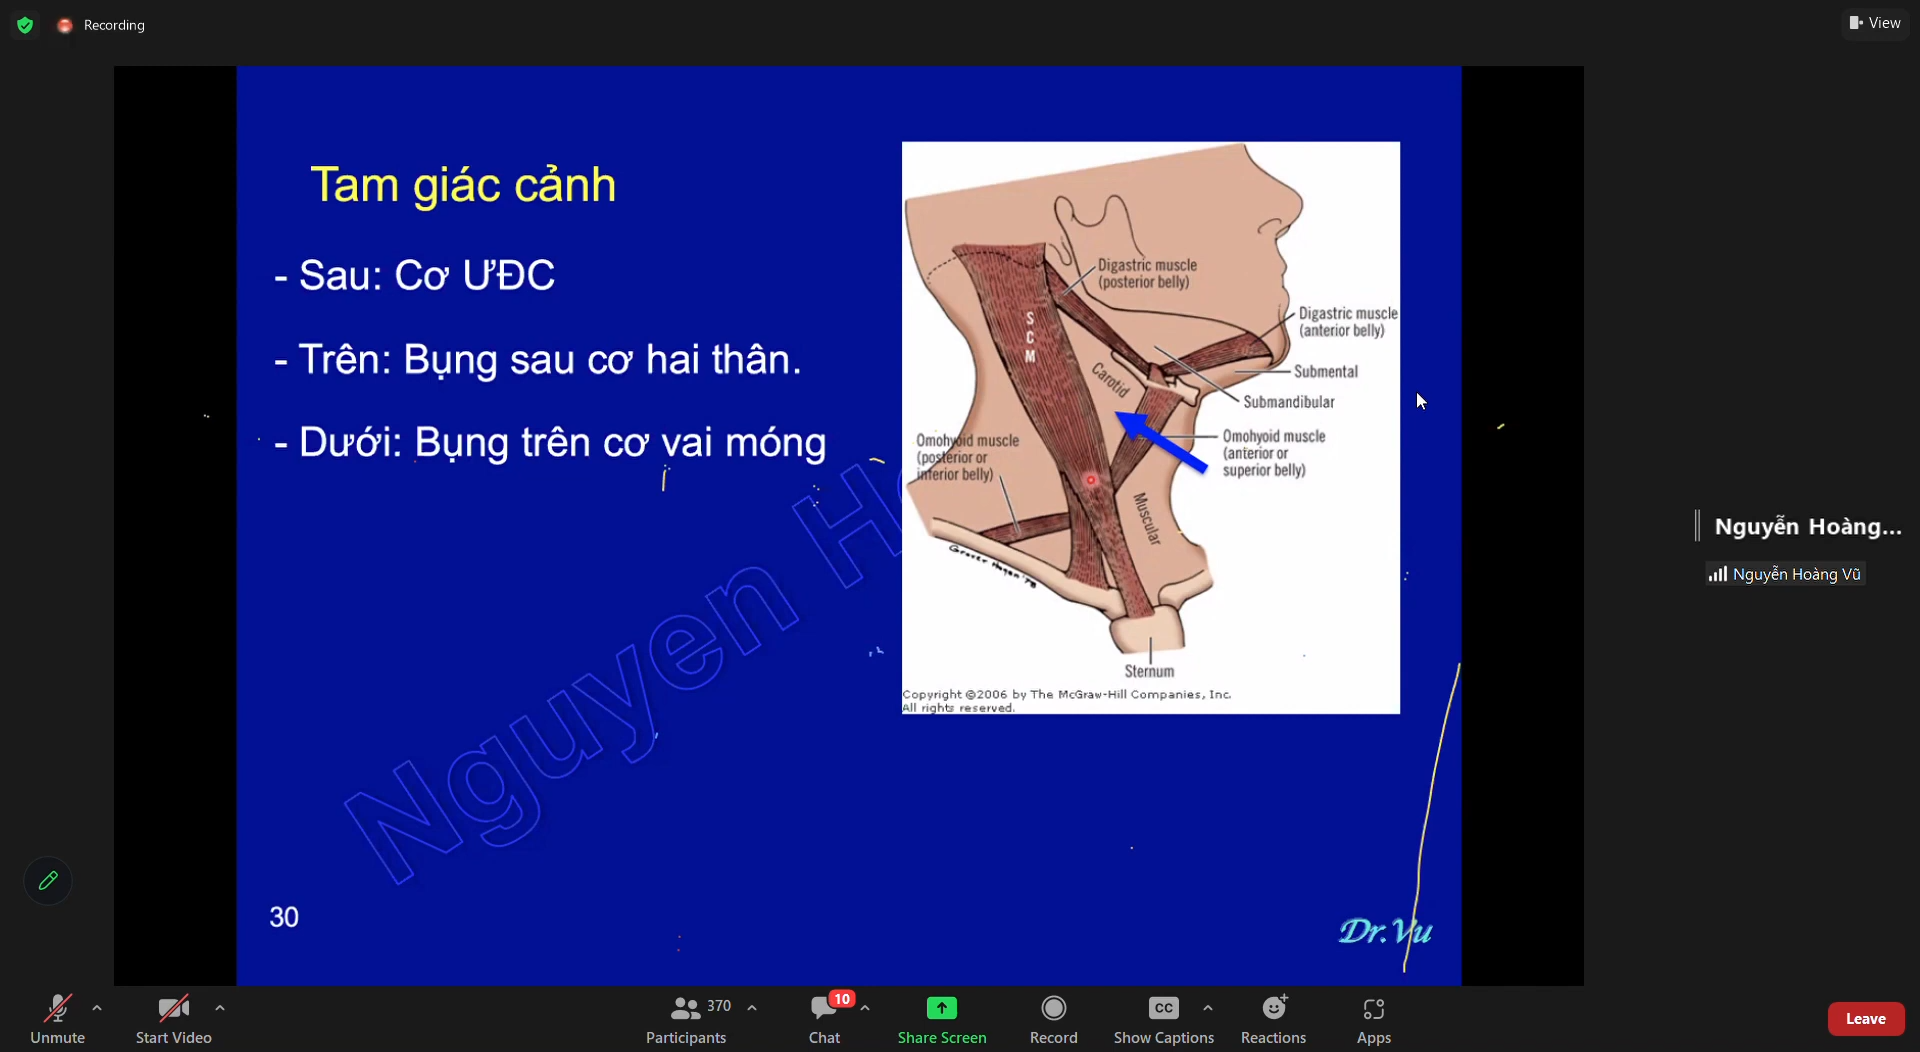 Recording
View
Tam giác cảnh
- Sau: Cơ ƯĐC
- Trên: Bụng sau cơ hai thân.
- Dưới: Bụng trên cơ vai móng
Digastric muscle
(posterior belly)
Digastric muscle
(anterior belly)
SCM
Carotid
Submental
Submandibular
Omohyoid muscle
(posterior or
inferior belly)
Omohyoid muscle
(anterior or
superior belly)
Muscular
Sternum
Copyright ©2006 by The McGraw-Hill Companies, Inc.
All rights reserved.
Nguyen H
30
Dr.Vu
Nguyễn Hoàng...
Nguyễn Hoàng Vũ
Unmute
Start Video
370
Participants
10
Chat
Share Screen
Record
CC
Show Captions
Reactions
Apps
Leave